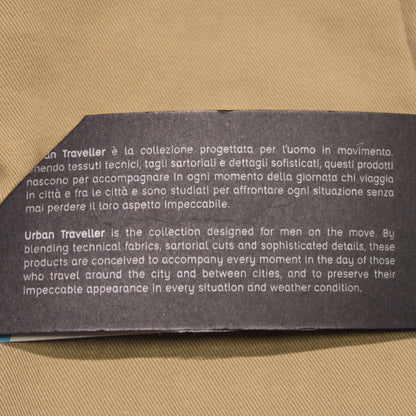 ban Traveller è la collezione progettata per l'uomo in movimento.
nendo tessuti tecnici, tagli sartoriali e dettagli sofisticati, questi prodotti
nascono per accompagnare in ogni momento della giornata chi viaggia
in città e fra le città e sono studiati per affrontare ogni situazione senza
mai perdere il loro aspetto impeccabile.
Urban Traveller is the collection designed for men on the move. By
blending technical fabrics, sartorial cuts and sophisticated details, these
products are conceived to accompany every moment in the day of those
who travel around the city and between cities, and to preserve their
impeccable appearance in every situation and weather condition.